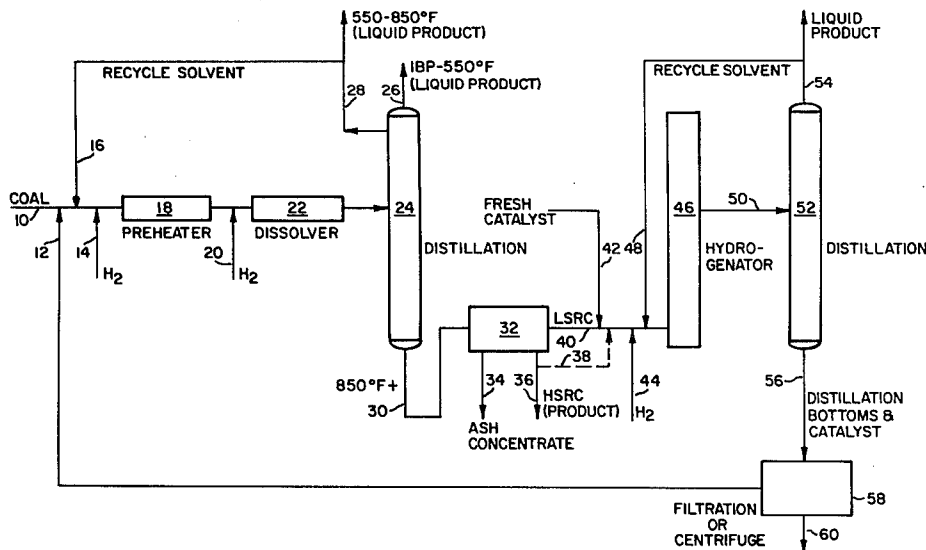 550-850°F
(LIQUID PRODUCT)
LIQUID
PRODUCT
RECYCLE SOLVENT
IBP-550°F
(LIQUID PRODUCT)
RECYCLE SOLVENT
28
26
54
16
COAL
10
18
22
24
46
50
52
PREHEATER
DISSOLVER
FRESH
CATALYST
12
14
20
H2
H2
DISTILLATION
42
48
HYDRO-
GENATOR
DISTILLATION
32
LSRC
40
38
850°F+
30
34
36
44
56
HSRC
(PRODUCT)
H2
ASH
CONCENTRATE
DISTILLATION
BOTTOMS &
CATALYST
58
FILTRATION
OR
CENTRIFUGE
60